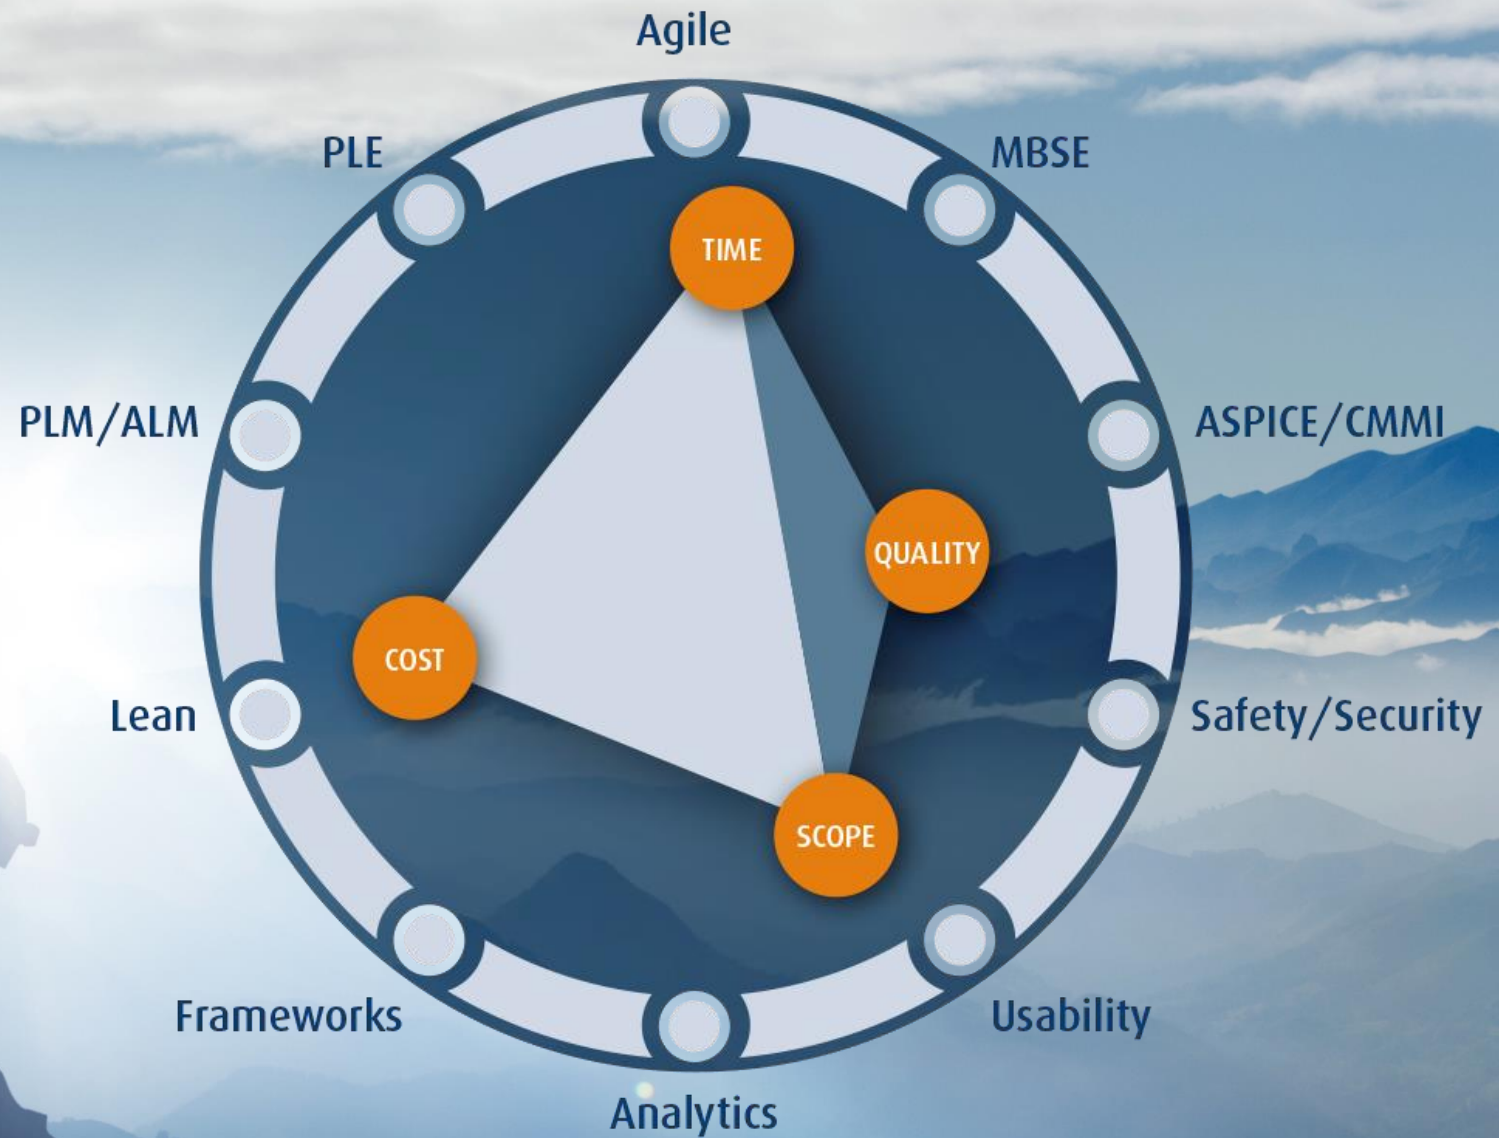 Agile
PLE
MBSE
TIME
PLM/ALM
ASPICE/CMMI
QUALITY
COST
Lean
Safety/Security
SCOPE
Frameworks
Usability
Analytics